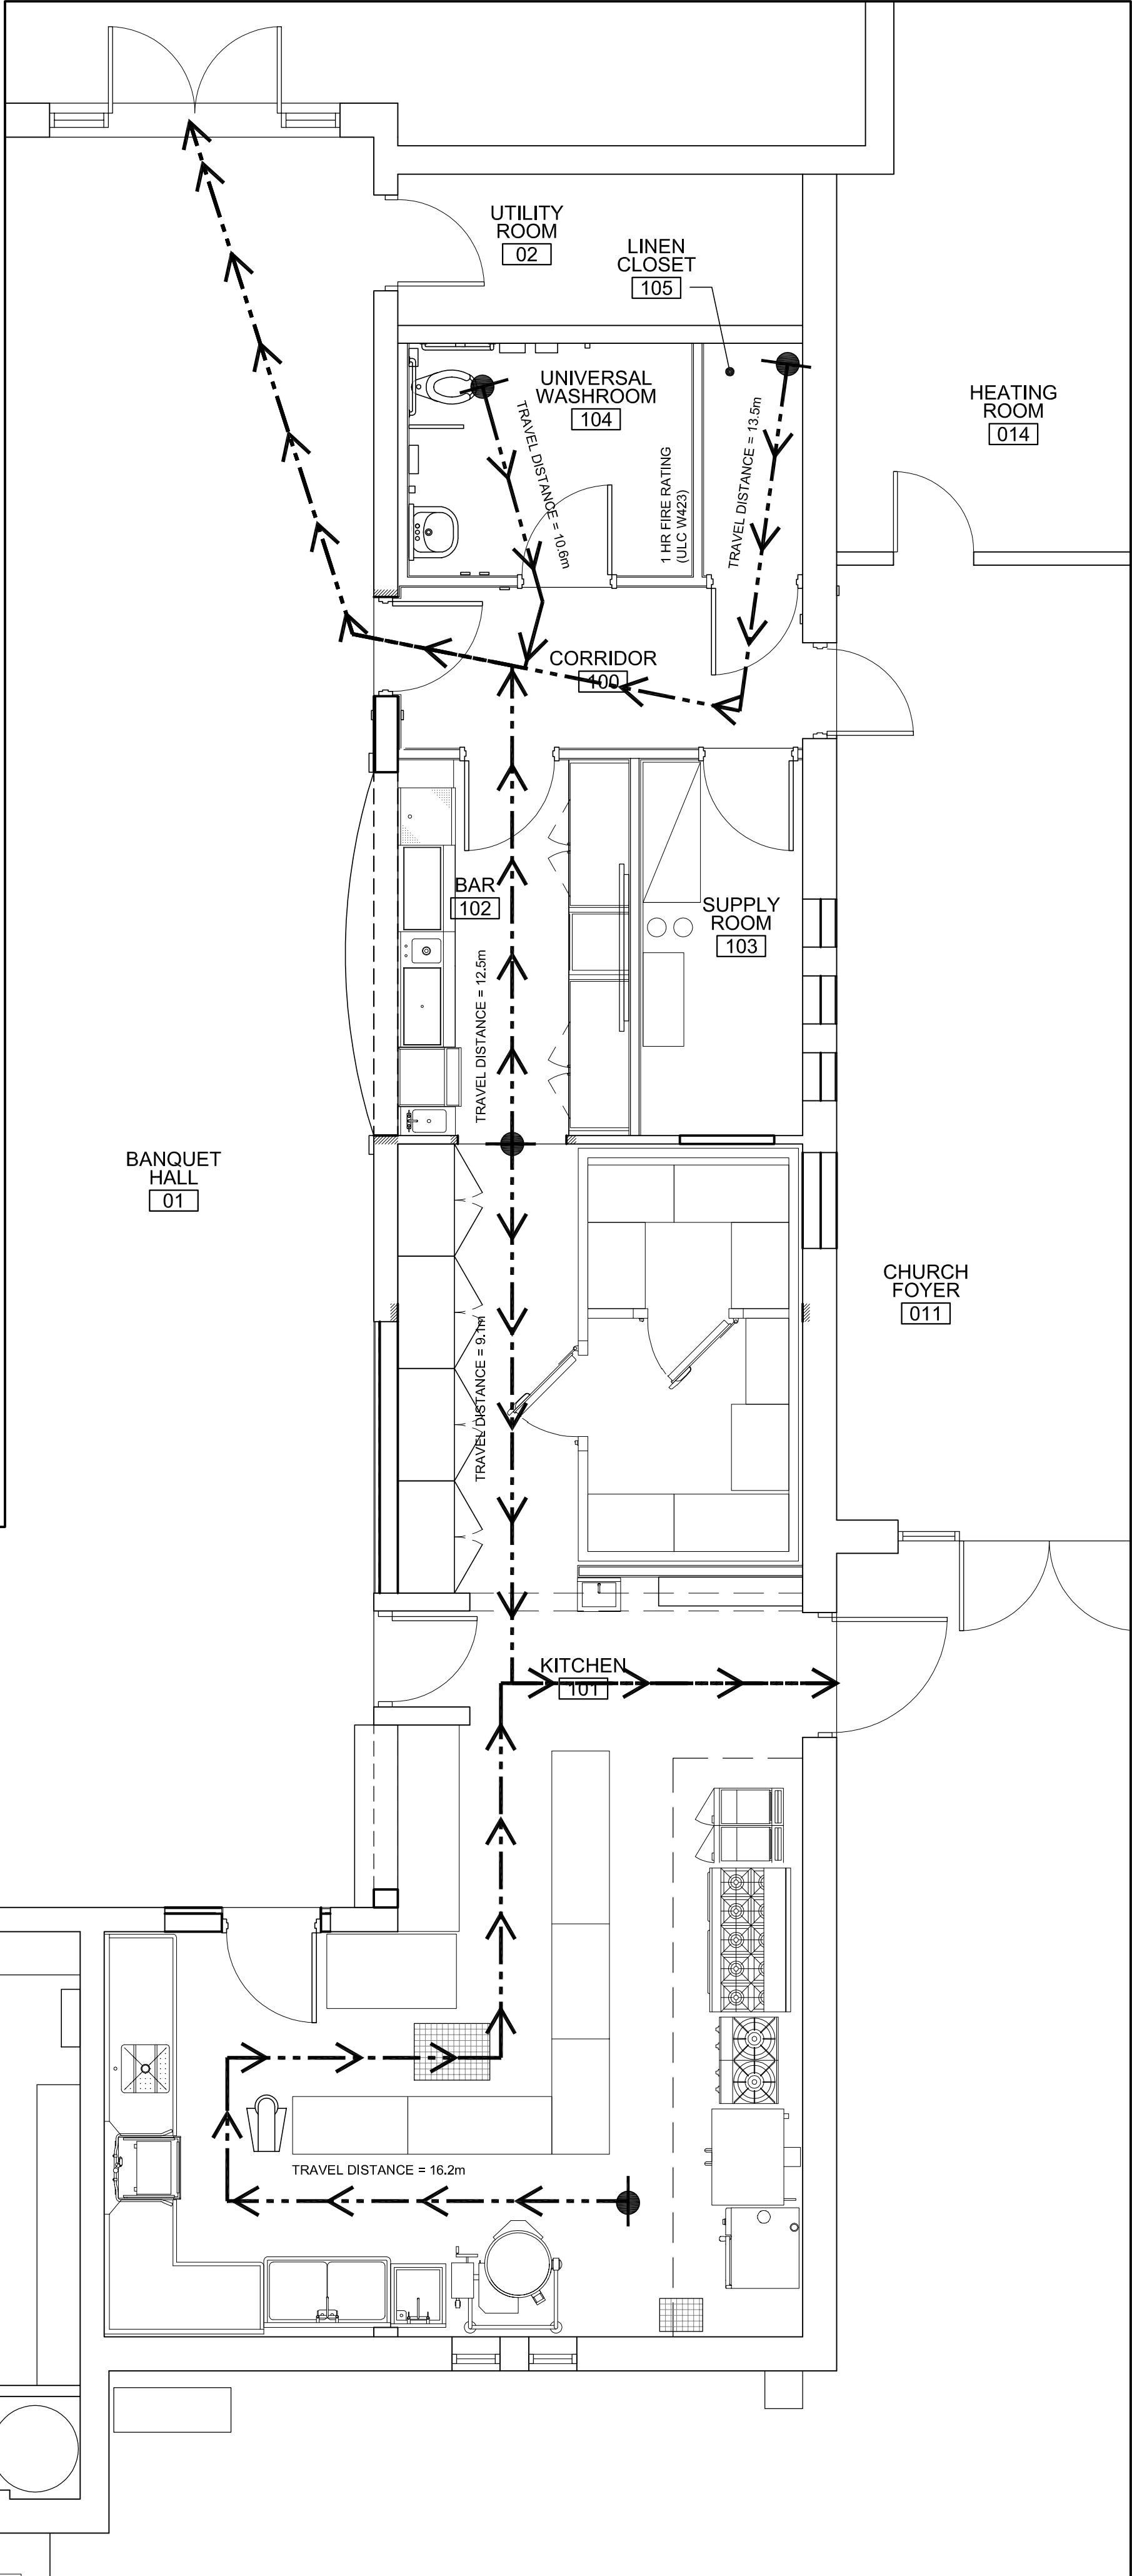 UTILITY
ROOM
02
LINEN
CLOSET
105
UNIVERSAL
WASHROOM
104
HEATING
ROOM
014
TRAVEL DISTANCE = 10.6m
1 HR FIRE RATING
(ULC W423)
TRAVEL DISTANCE = 13.5m
CORRIDOR
100
BAR
102
SUPPLY
ROOM
103
TRAVEL DISTANCE = 12.5m
BANQUET
HALL
01
CHURCH
FOYER
011
TRAVEL DISTANCE = 9.1m
KITCHEN
101
TRAVEL DISTANCE = 16.2m